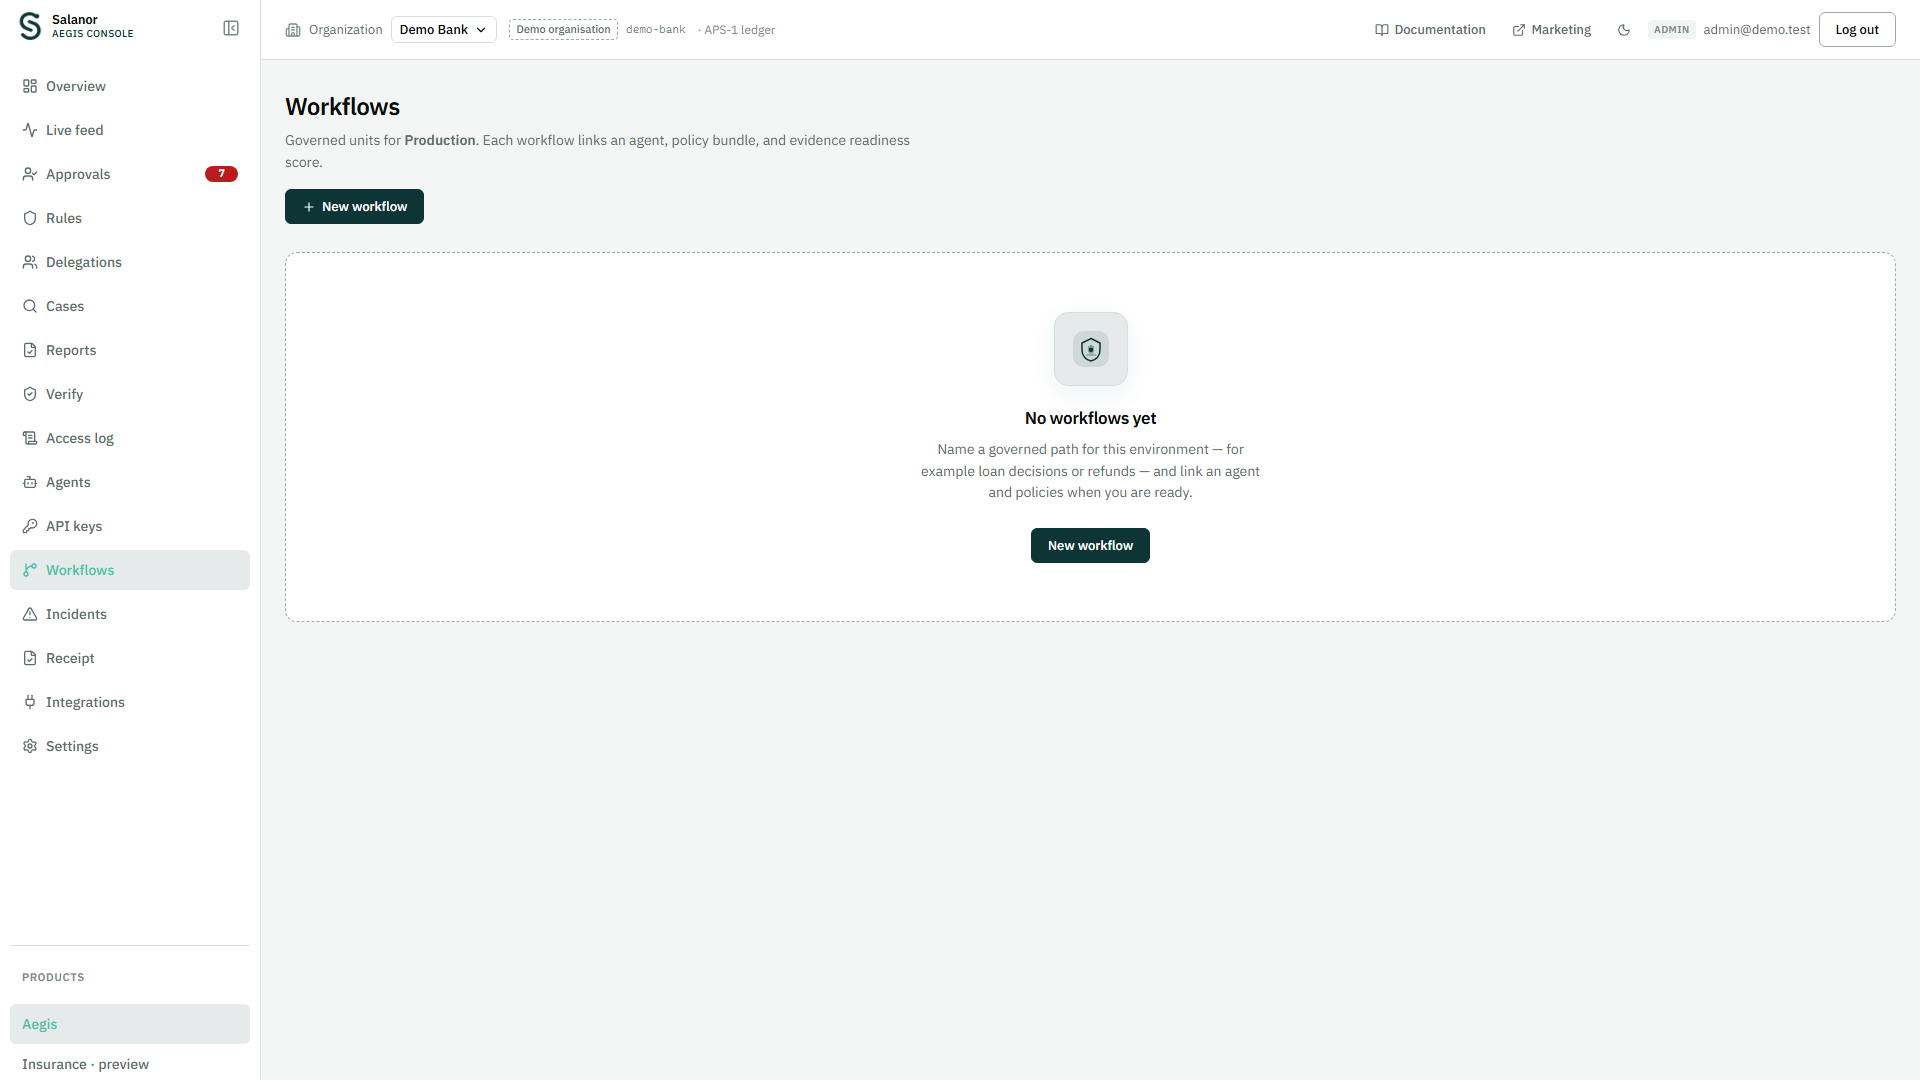 Salanor
AEGIS CONSOLE
Overview
Live feed
Approvals
7
Rules
Delegations
Cases
Reports
Verify
Access log
Agents
API keys
Workflows
Incidents
Receipt
Integrations
Settings
PRODUCTS
Aegis
Insurance · preview
Organization
Demo Bank
Demo organisation
demo-bank
· APS-1 ledger
Documentation
Marketing
ADMIN
admin@demo.test
Log out
Workflows
Governed units for Production. Each workflow links an agent, policy bundle, and evidence readiness
score.
New workflow
No workflows yet
Name a governed path for this environment — for
example loan decisions or refunds — and link an agent
and policies when you are ready.
New workflow